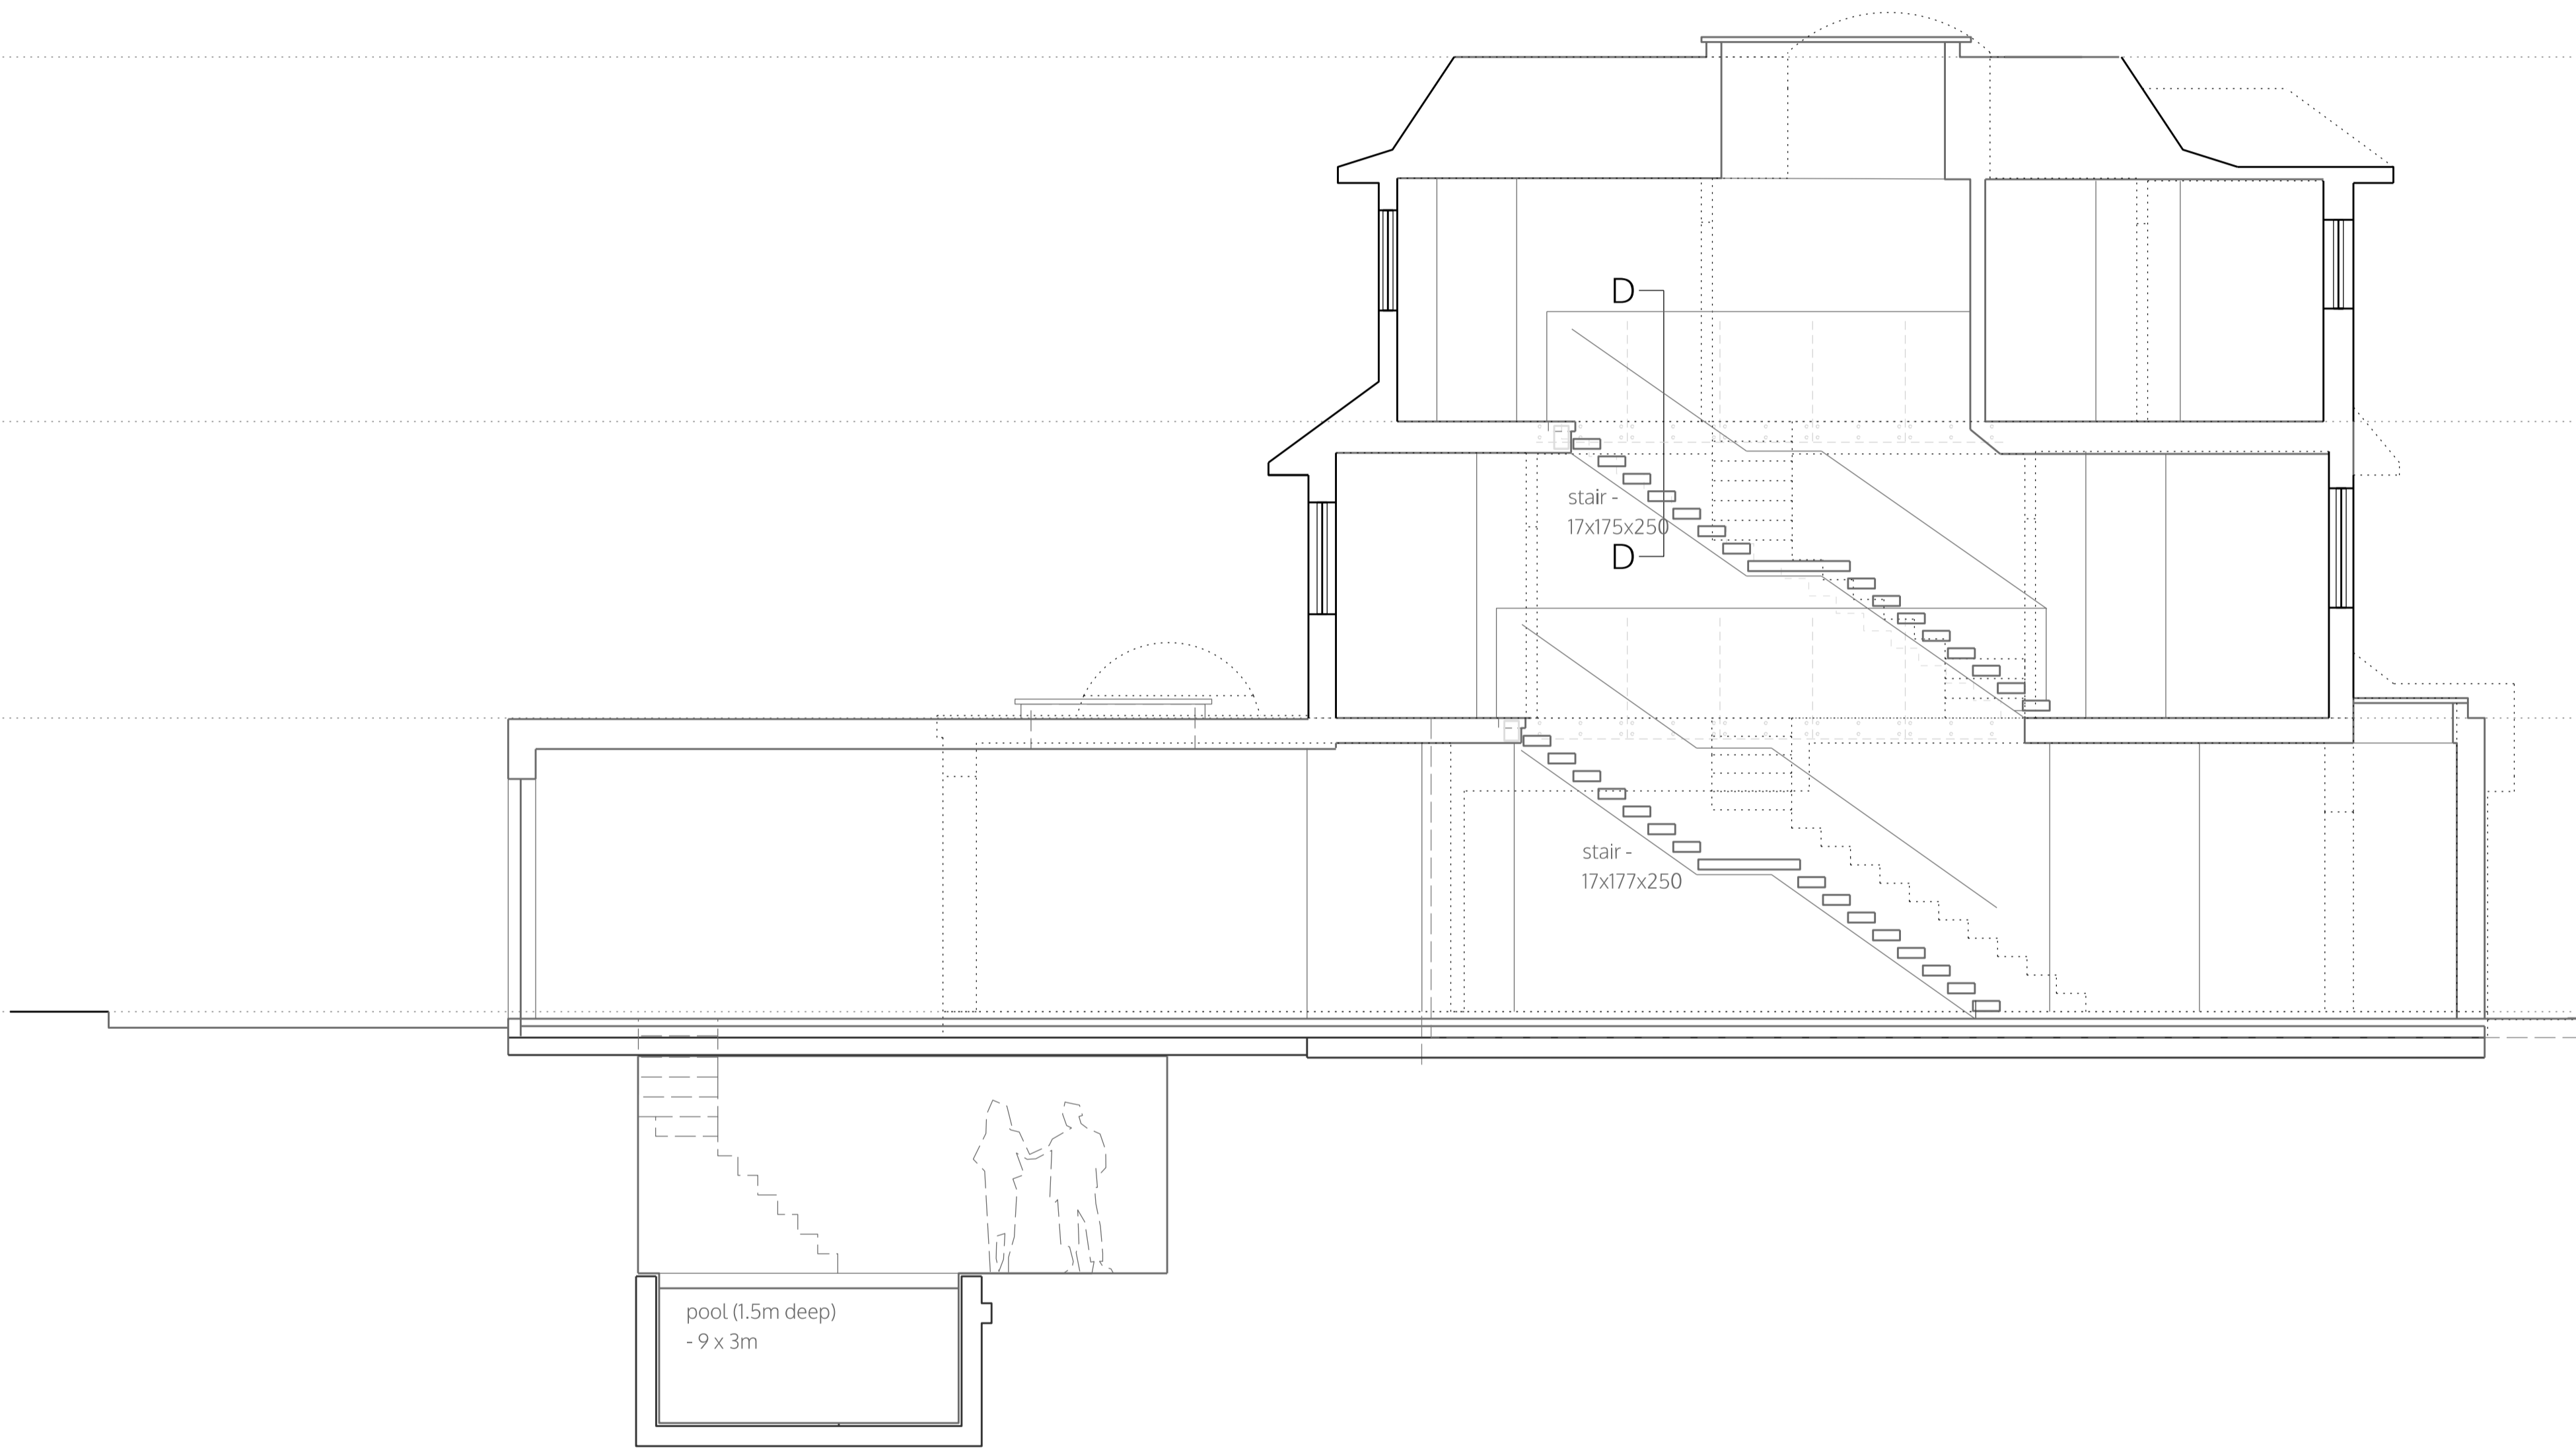 D
stair -
17x175x250
D
stair -
17x177x250
pool (1.5m deep)
- 9 x 3m